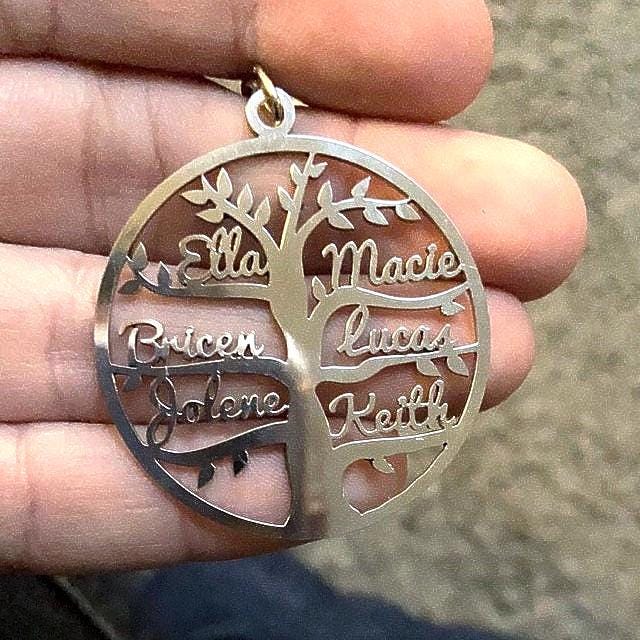 Ella Macie
Bricen Lucas
Jolene Keith